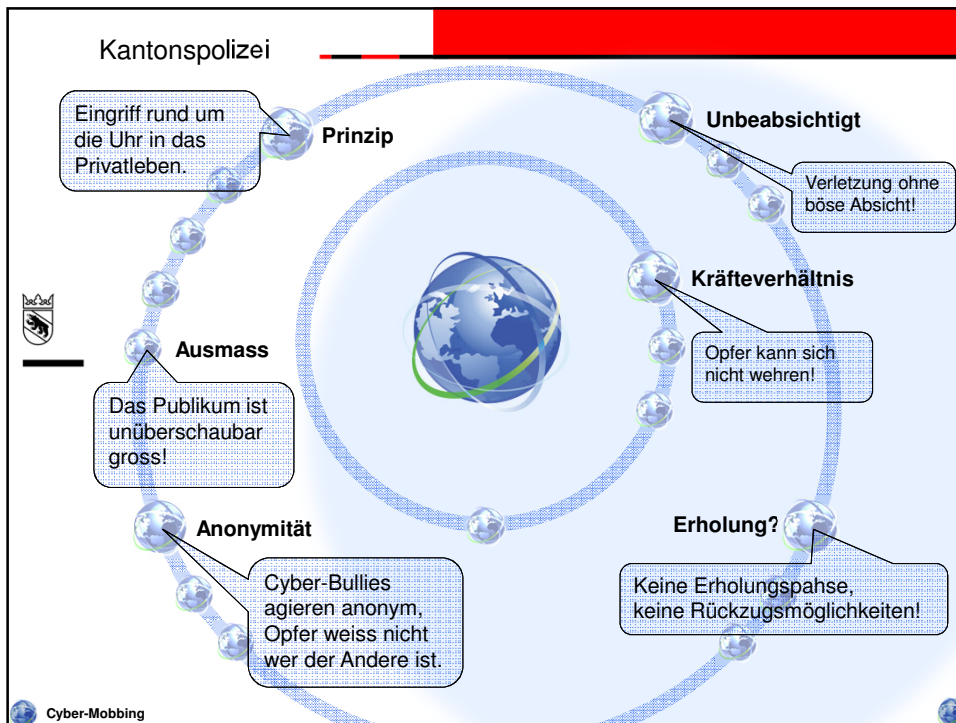 Kantonspolizei
Eingriff rund um
die Uhr in das
Privatleben.
Prinzip
Unbeabsichtigt
Verletzung ohne
böse Absicht!
Kräfteverhältnis
Opfer kann sich
nicht wehren!
Ausmass
Das Publikum ist
unüberschaubar
gross!
Anonymität
Cyber-Bullies
agieren anonym,
Opfer weiss nicht
wer der Andere ist.
Erholung?
Keine Erholungspahse,
keine Rückzugsmöglichkeiten!
Cyber-Mobbing